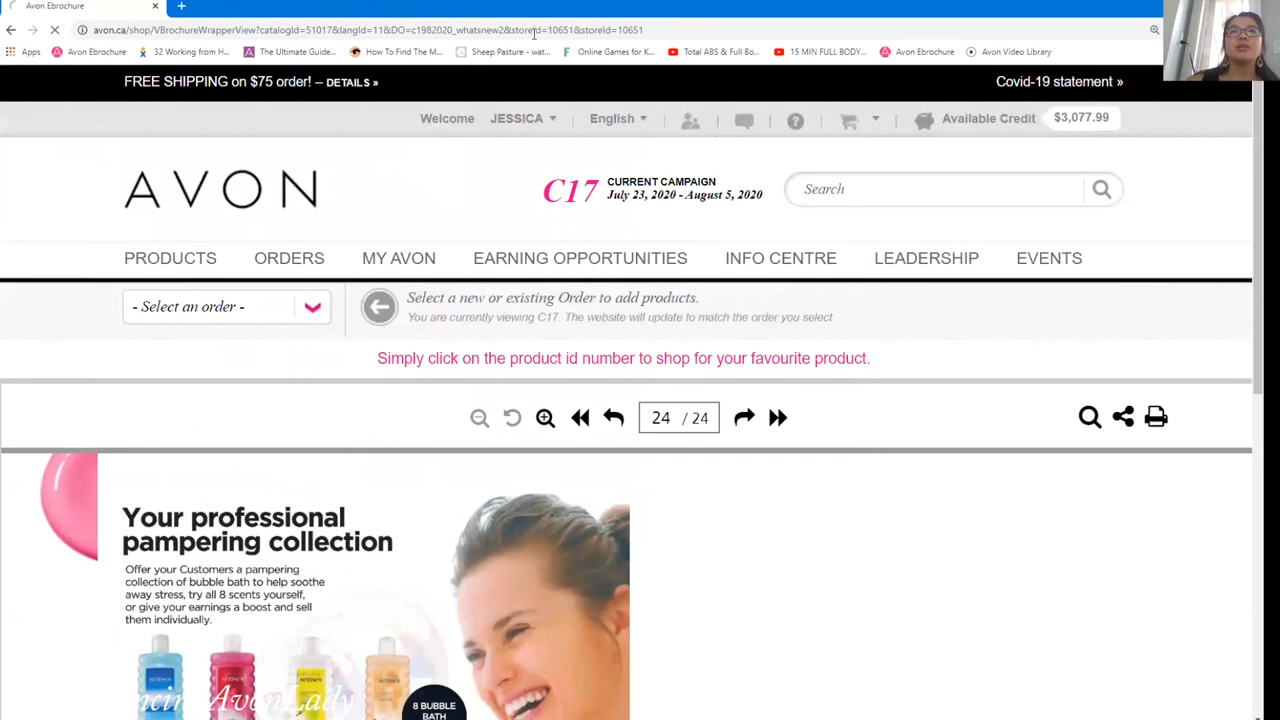 Avon Ebrochure
avon.ca/shop/VBrochureWrapperView?catalogId=51017&langId=11&DO=c1982020_whatsnew2&storeId=10651&storeId=10651
Apps Avon Ebrochure 32 Working from H... The Ultimate Guide... How To Find The M... Sheep Pasture - wat... Online Games for K... Total ABS & Full Bo... 15 MIN FULL BODY... Avon Ebrochure Avon Video Library
FREE SHIPPING on $75 order! – DETAILS » Covid-19 statement »
Welcome JESSICA English Available Credit $3,077.99
AVON
C17 CURRENT CAMPAIGN
July 23, 2020 - August 5, 2020
Search
PRODUCTS ORDERS MY AVON EARNING OPPORTUNITIES INFO CENTRE LEADERSHIP EVENTS
- Select an order -
Select a new or existing Order to add products.
You are currently viewing C17. The website will update to match the order you select.
Simply click on the product id number to shop for your favourite product.
24 / 24
Your professional
pampering collection
Offer your Customers a pampering
collection of bubble bath to help soothe
away stress, try all 8 scents yourself,
or give your earnings a boost and sell
them individually.
senses senses senses senses
AvonLady
8 BUBBLE
BATH